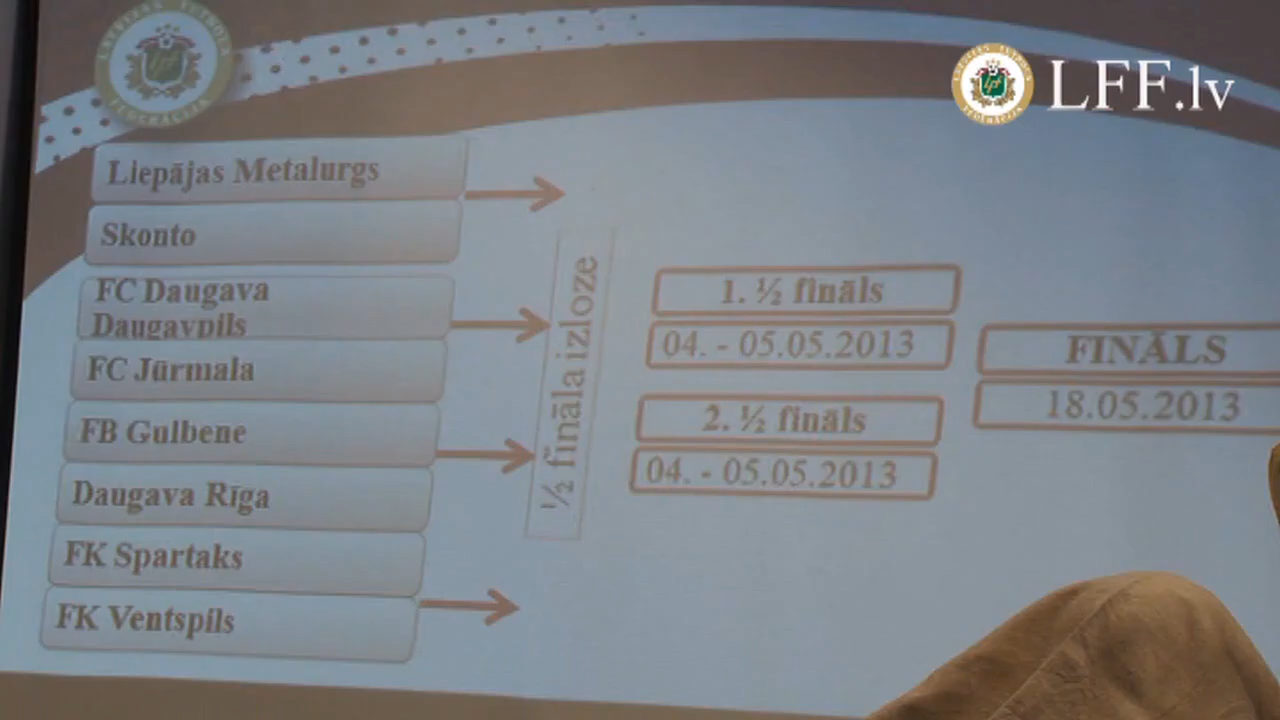 LFF.lv
Liepājas Metalurgs
Skonto
FC Daugava
Daugavpils
FC Jūrmala
FB Gulbene
Daugava Rīga
FK Spartaks
FK Ventspils
½ fināla izloze
1. ½ fināls
04. - 05.05.2013
2. ½ fināls
04. - 05.05.2013
FINĀLS
18.05.2013